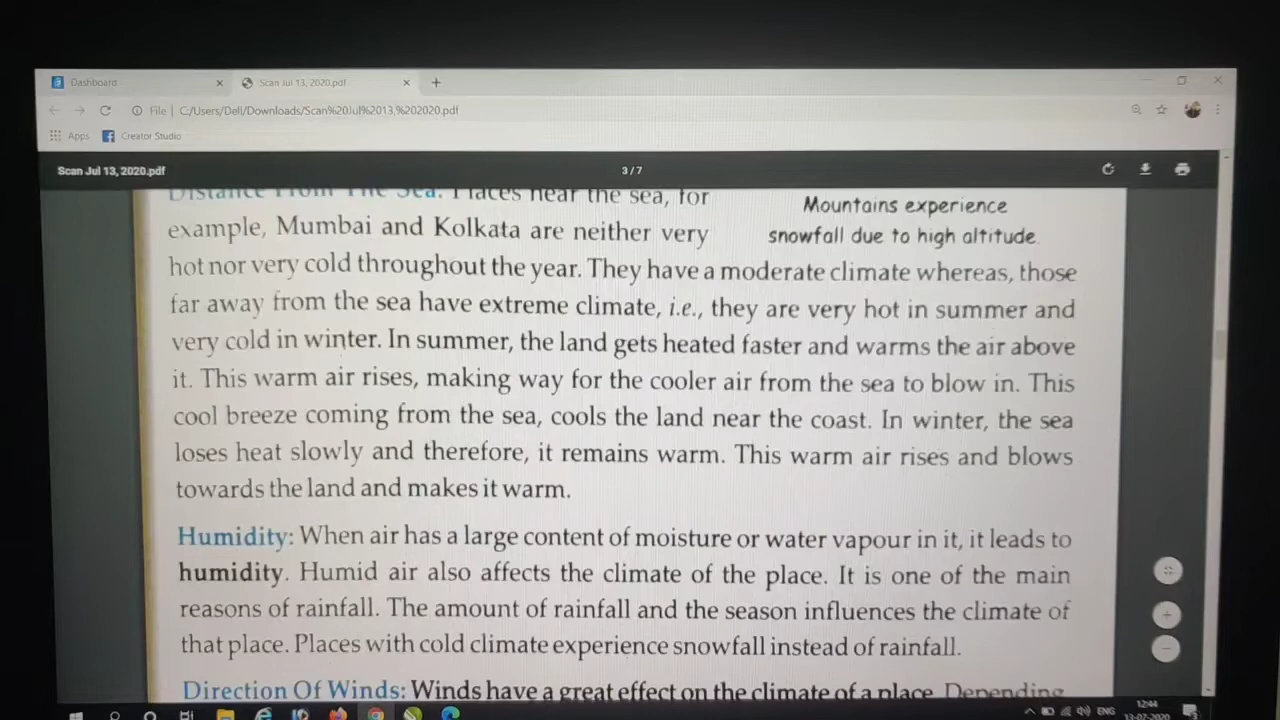 Dashboard
Scan Jul 13, 2020.pdf
File | C:/Users/Dell/Downloads/Scan%20Jul%2013,%202020.pdf
Apps Creator Studio
Scan Jul 13, 2020.pdf
3 / 7
Distance From The Sea: Places near the sea, for
example, Mumbai and Kolkata are neither very
Mountains experience
snowfall due to high altitude.
hot nor very cold throughout the year. They have a moderate climate whereas, those
far away from the sea have extreme climate, i.e., they are very hot in summer and
very cold in winter. In summer, the land gets heated faster and warms the air above
it. This warm air rises, making way for the cooler air from the sea to blow in. This
cool breeze coming from the sea, cools the land near the coast. In winter, the sea
loses heat slowly and therefore, it remains warm. This warm air rises and blows
towards the land and makes it warm.
Humidity: When air has a large content of moisture or water vapour in it, it leads to
humidity. Humid air also affects the climate of the place. It is one of the main
reasons of rainfall. The amount of rainfall and the season influences the climate of
that place. Places with cold climate experience snowfall instead of rainfall.
Direction Of Winds: Winds have a great effect on the climate of a place. Depending
ENG
12:44
13-07-2020